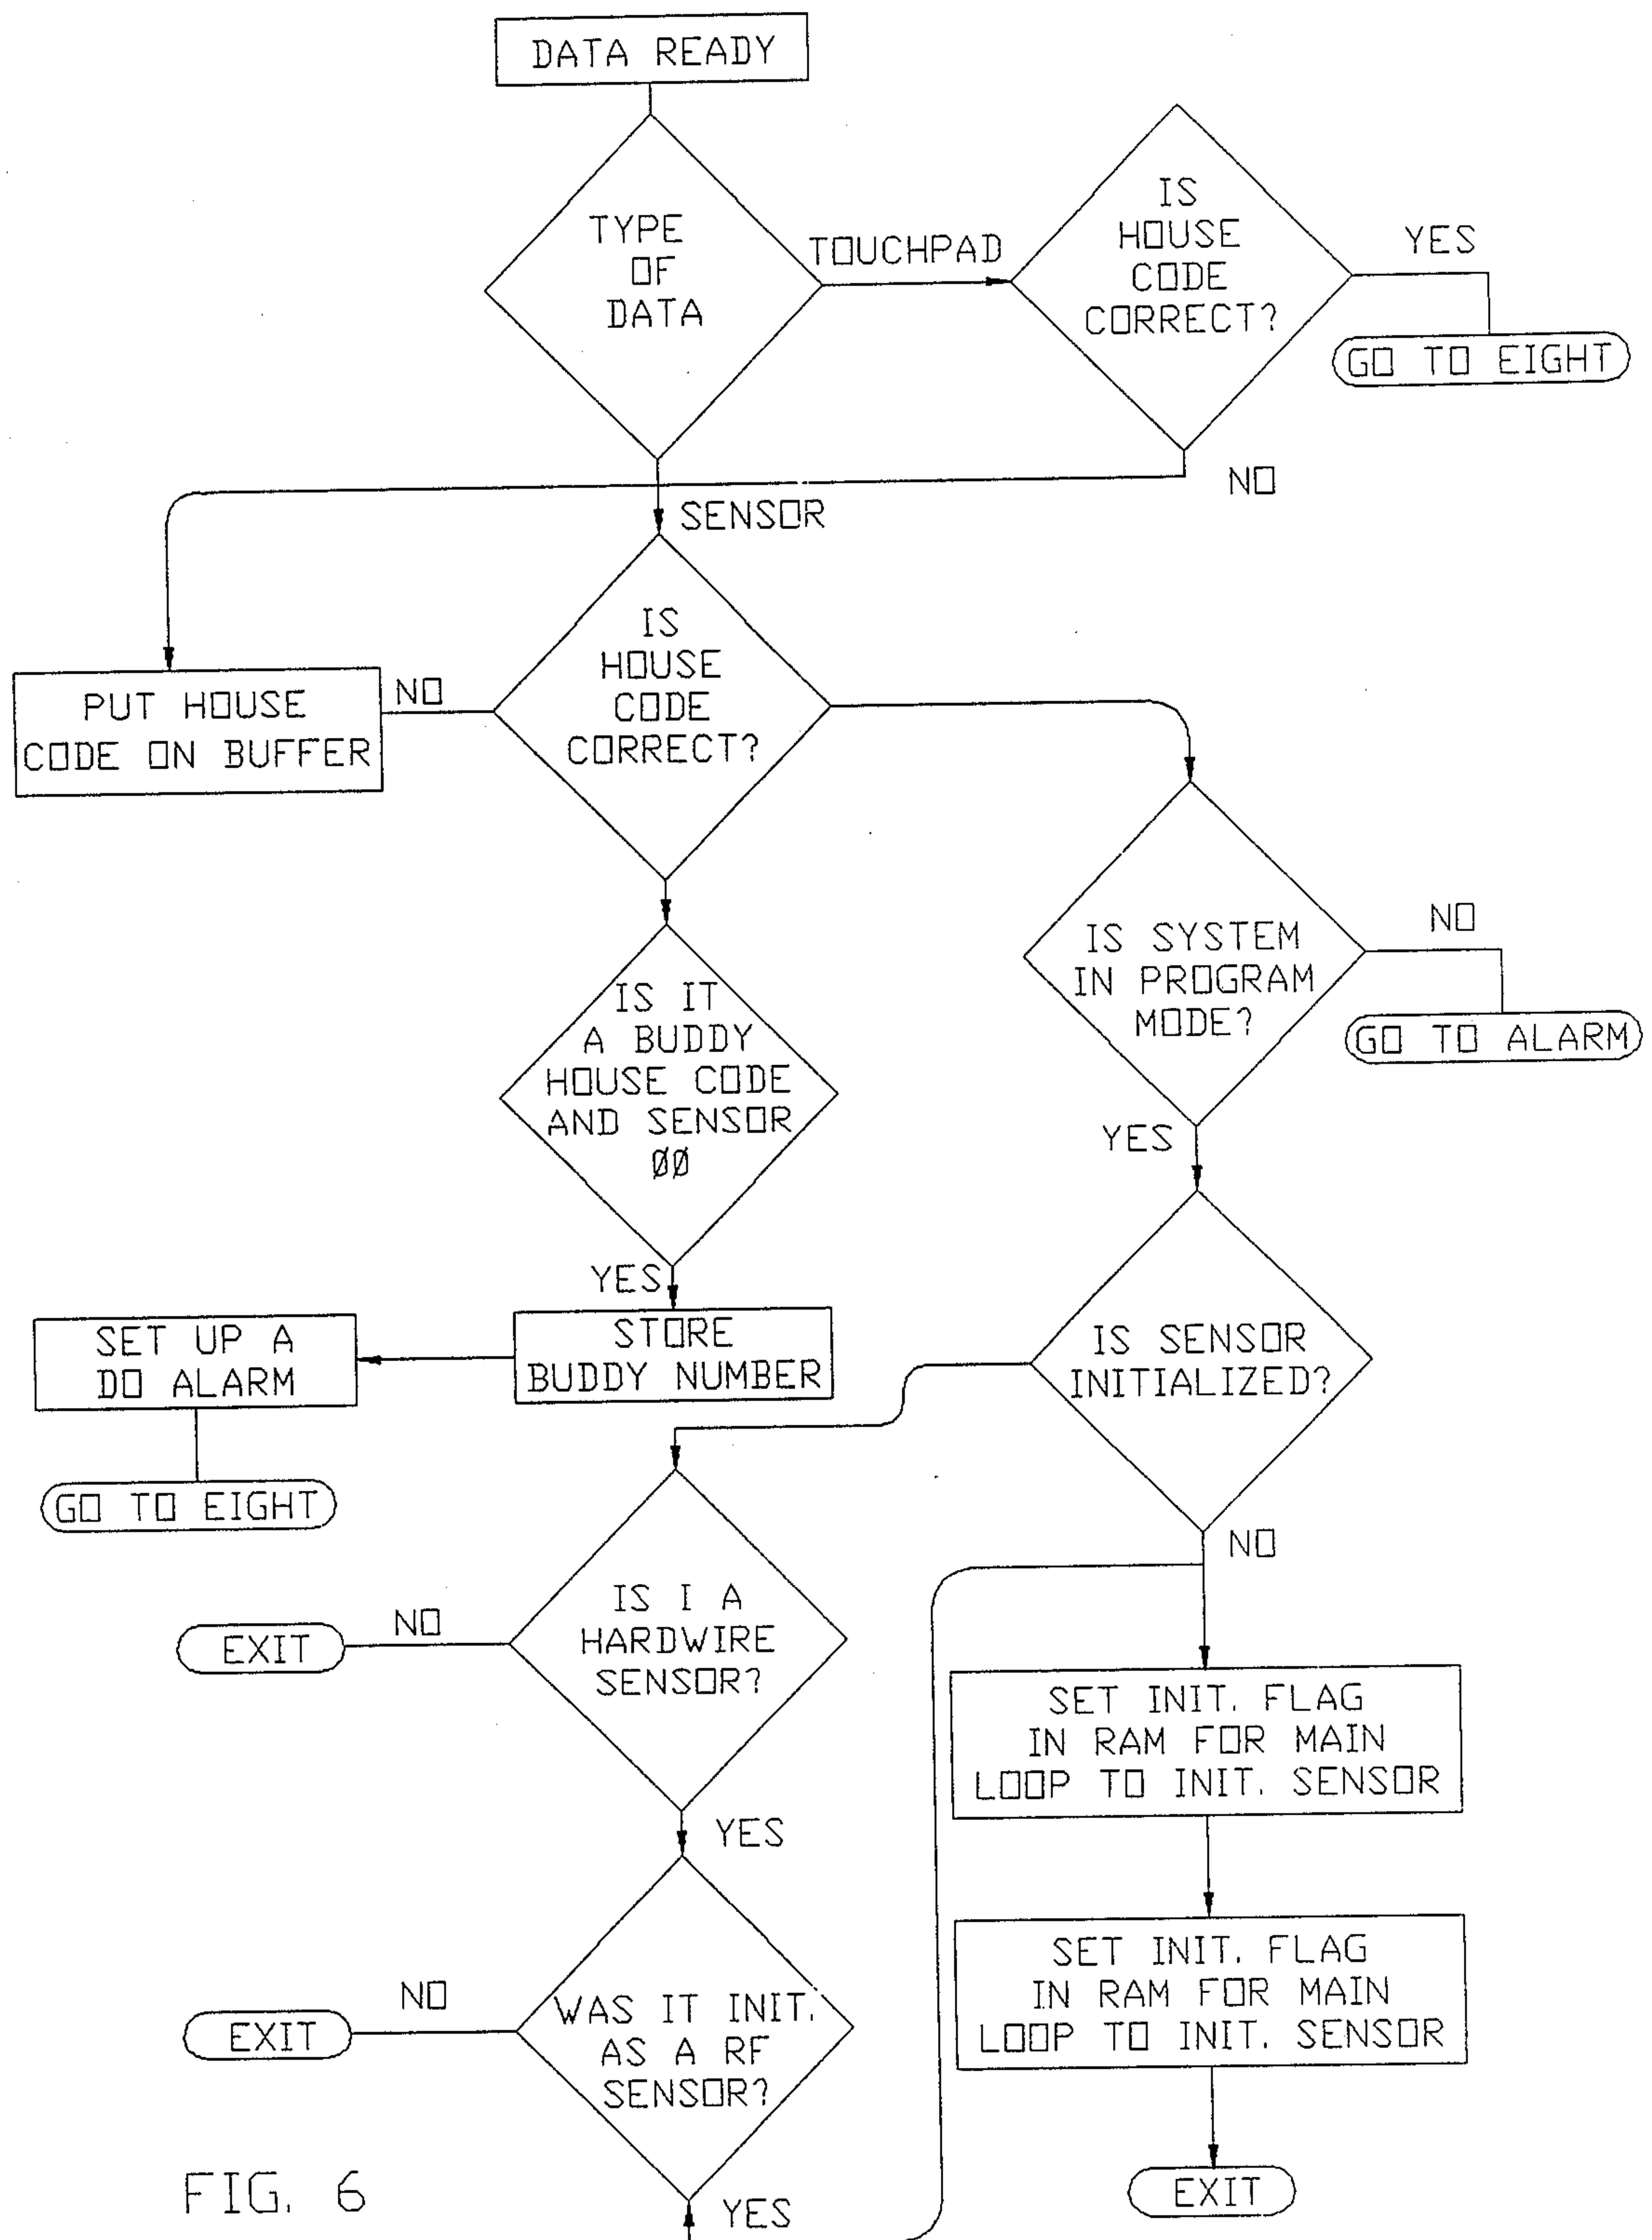 DATA READY
TYPE
OF
DATA
TOUCHPAD
IS
HOUSE
CODE
CORRECT?
YES
GO TO EIGHT
NO
SENSOR
IS
HOUSE
CODE
CORRECT?
NO
PUT HOUSE
CODE ON BUFFER
IS SYSTEM
IN PROGRAM
MODE?
NO
GO TO ALARM
YES
IS IT
A BUDDY
HOUSE CODE
AND SENSOR
00
YES
STORE
BUDDY NUMBER
SET UP A
DO ALARM
GO TO EIGHT
IS SENSOR
INITIALIZED?
NO
IS I A
HARDWIRE
SENSOR?
NO
EXIT
YES
SET INIT. FLAG
IN RAM FOR MAIN
LOOP TO INIT. SENSOR
WAS IT INIT.
AS A RF
SENSOR?
NO
EXIT
YES
SET INIT. FLAG
IN RAM FOR MAIN
LOOP TO INIT. SENSOR
EXIT
FIG. 6